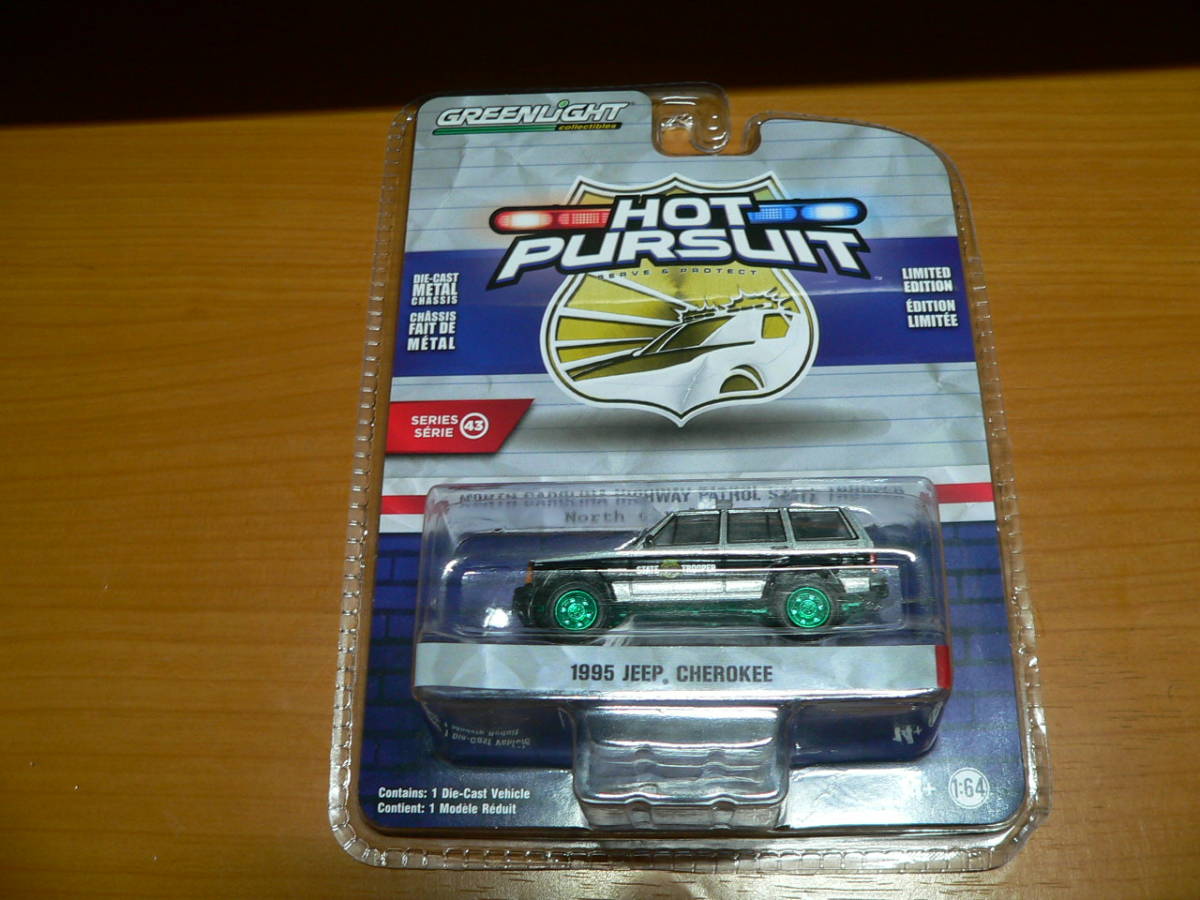 GREENLiGHT
collectibles
HOT
PURSUIT
SERVE & PROTECT
DIE-CAST
METAL
CHASSIS
CHÂSSIS
FAIT DE
MÉTAL
LIMITED
EDITION
ÉDITION
LIMITÉE
SERIES
SÉRIE
43
NORTH CAROLINA HIGHWAY PATROL STATE TROOPER
North
STATE TROOPER
1995 JEEP® CHEROKEE
Contains: 1 Die-Cast Vehicle
Contient: 1 Modèle Réduit
1:64